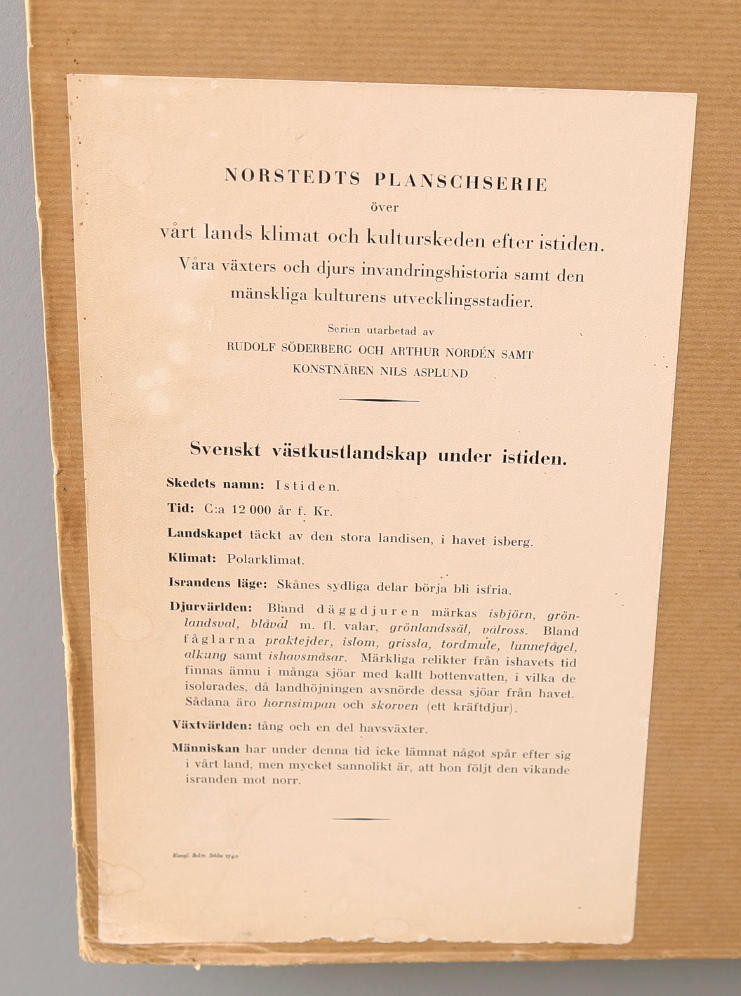 NORSTEDTS PLANSCHSERIE
över
vårt lands klimat och kulturskeden efter istiden.
Våra växters och djurs invandringshistoria samt den
mänskliga kulturens utvecklingsstadier.
Serien utarbetad av
RUDOLF SÖDERBERG OCH ARTHUR NORDÉN SAMT
KONSTNÄREN NILS ASPLUND
Svenskt västkustlandskap under istiden.
Skedets namn: Istiden.
Tid: C:a 12 000 år f. Kr.
Landskapet täckt av den stora landisen, i havet isberg.
Klimat: Polarklimat.
Israndens läge: Skånes sydliga delar börja bli isfria.
Djurvärlden: Bland däggdjuren märkas isbjörn, grön-
landsval, blåval m. fl. valar, grönlandssäl, valross. Bland
fåglarna praktejder, islom, grissla, tordmule, lunnefågel,
alkung samt ishavsmåsar. Märkliga relikter från ishavets tid
finnas ännu i många sjöar med kallt bottenvatten, i vilka de
isolerades, då landhöjningen avsnörde dessa sjöar från havet.
Sådana äro hornsimpan och skorven (ett kräftdjur).
Växtvärlden: tång och en del havsväxter.
Människan har under denna tid icke lämnat något spår efter sig
i vårt land, men mycket sannolikt är, att hon följt den vikande
isranden mot norr.
Kungl. Boktr. Sthlm 1940